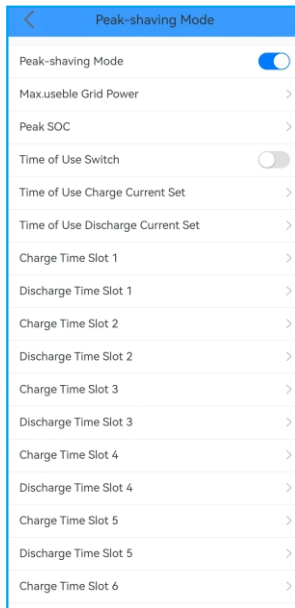 Peak-shaving Mode
Peak-shaving Mode
Max.useble Grid Power
Peak SOC
Time of Use Switch
Time of Use Charge Current Set
Time of Use Discharge Current Set
Charge Time Slot 1
Discharge Time Slot 1
Charge Time Slot 2
Discharge Time Slot 2
Charge Time Slot 3
Discharge Time Slot 3
Charge Time Slot 4
Discharge Time Slot 4
Charge Time Slot 5
Discharge Time Slot 5
Charge Time Slot 6